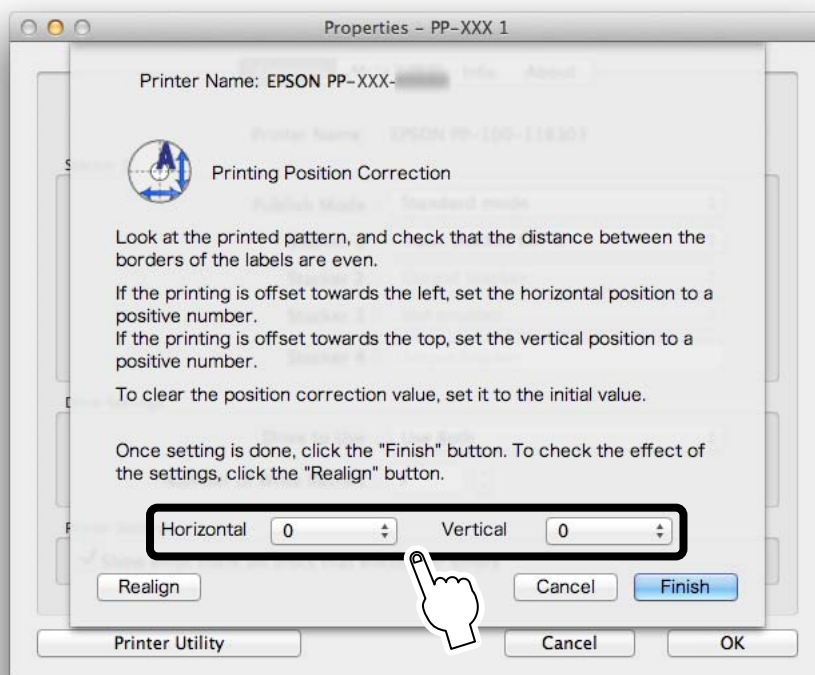 Properties - PP-XXX 1
Printer Name: EPSON PP-XXX-
Printing Position Correction
Look at the printed pattern, and check that the distance between the
borders of the labels are even.
If the printing is offset towards the left, set the horizontal position to a
positive number.
If the printing is offset towards the top, set the vertical position to a
positive number.
To clear the position correction value, set it to the initial value.
Once setting is done, click the "Finish" button. To check the effect of
the settings, click the "Realign" button.
Horizontal 0 Vertical 0
Realign Cancel Finish
Printer Utility Cancel OK